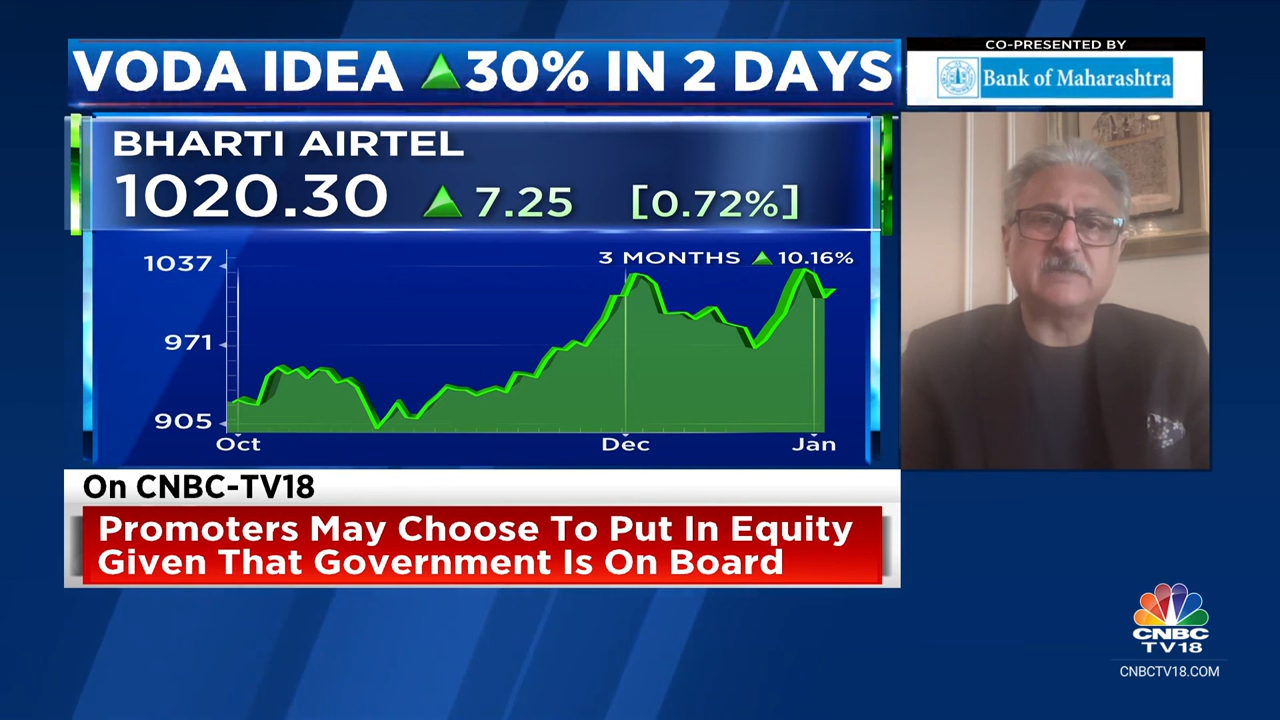 VODA IDEA ▲30% IN 2 DAYS
CO-PRESENTED BY
Bank of Maharashtra
BHARTI AIRTEL
1020.30 ▲ 7.25 [0.72%]
3 MONTHS ▲ 10.16%
1037
971
905
Oct Dec Jan
On CNBC-TV18
Promoters May Choose To Put In Equity
Given That Government Is On Board
CNBC
TV18
CNBCTV18.COM